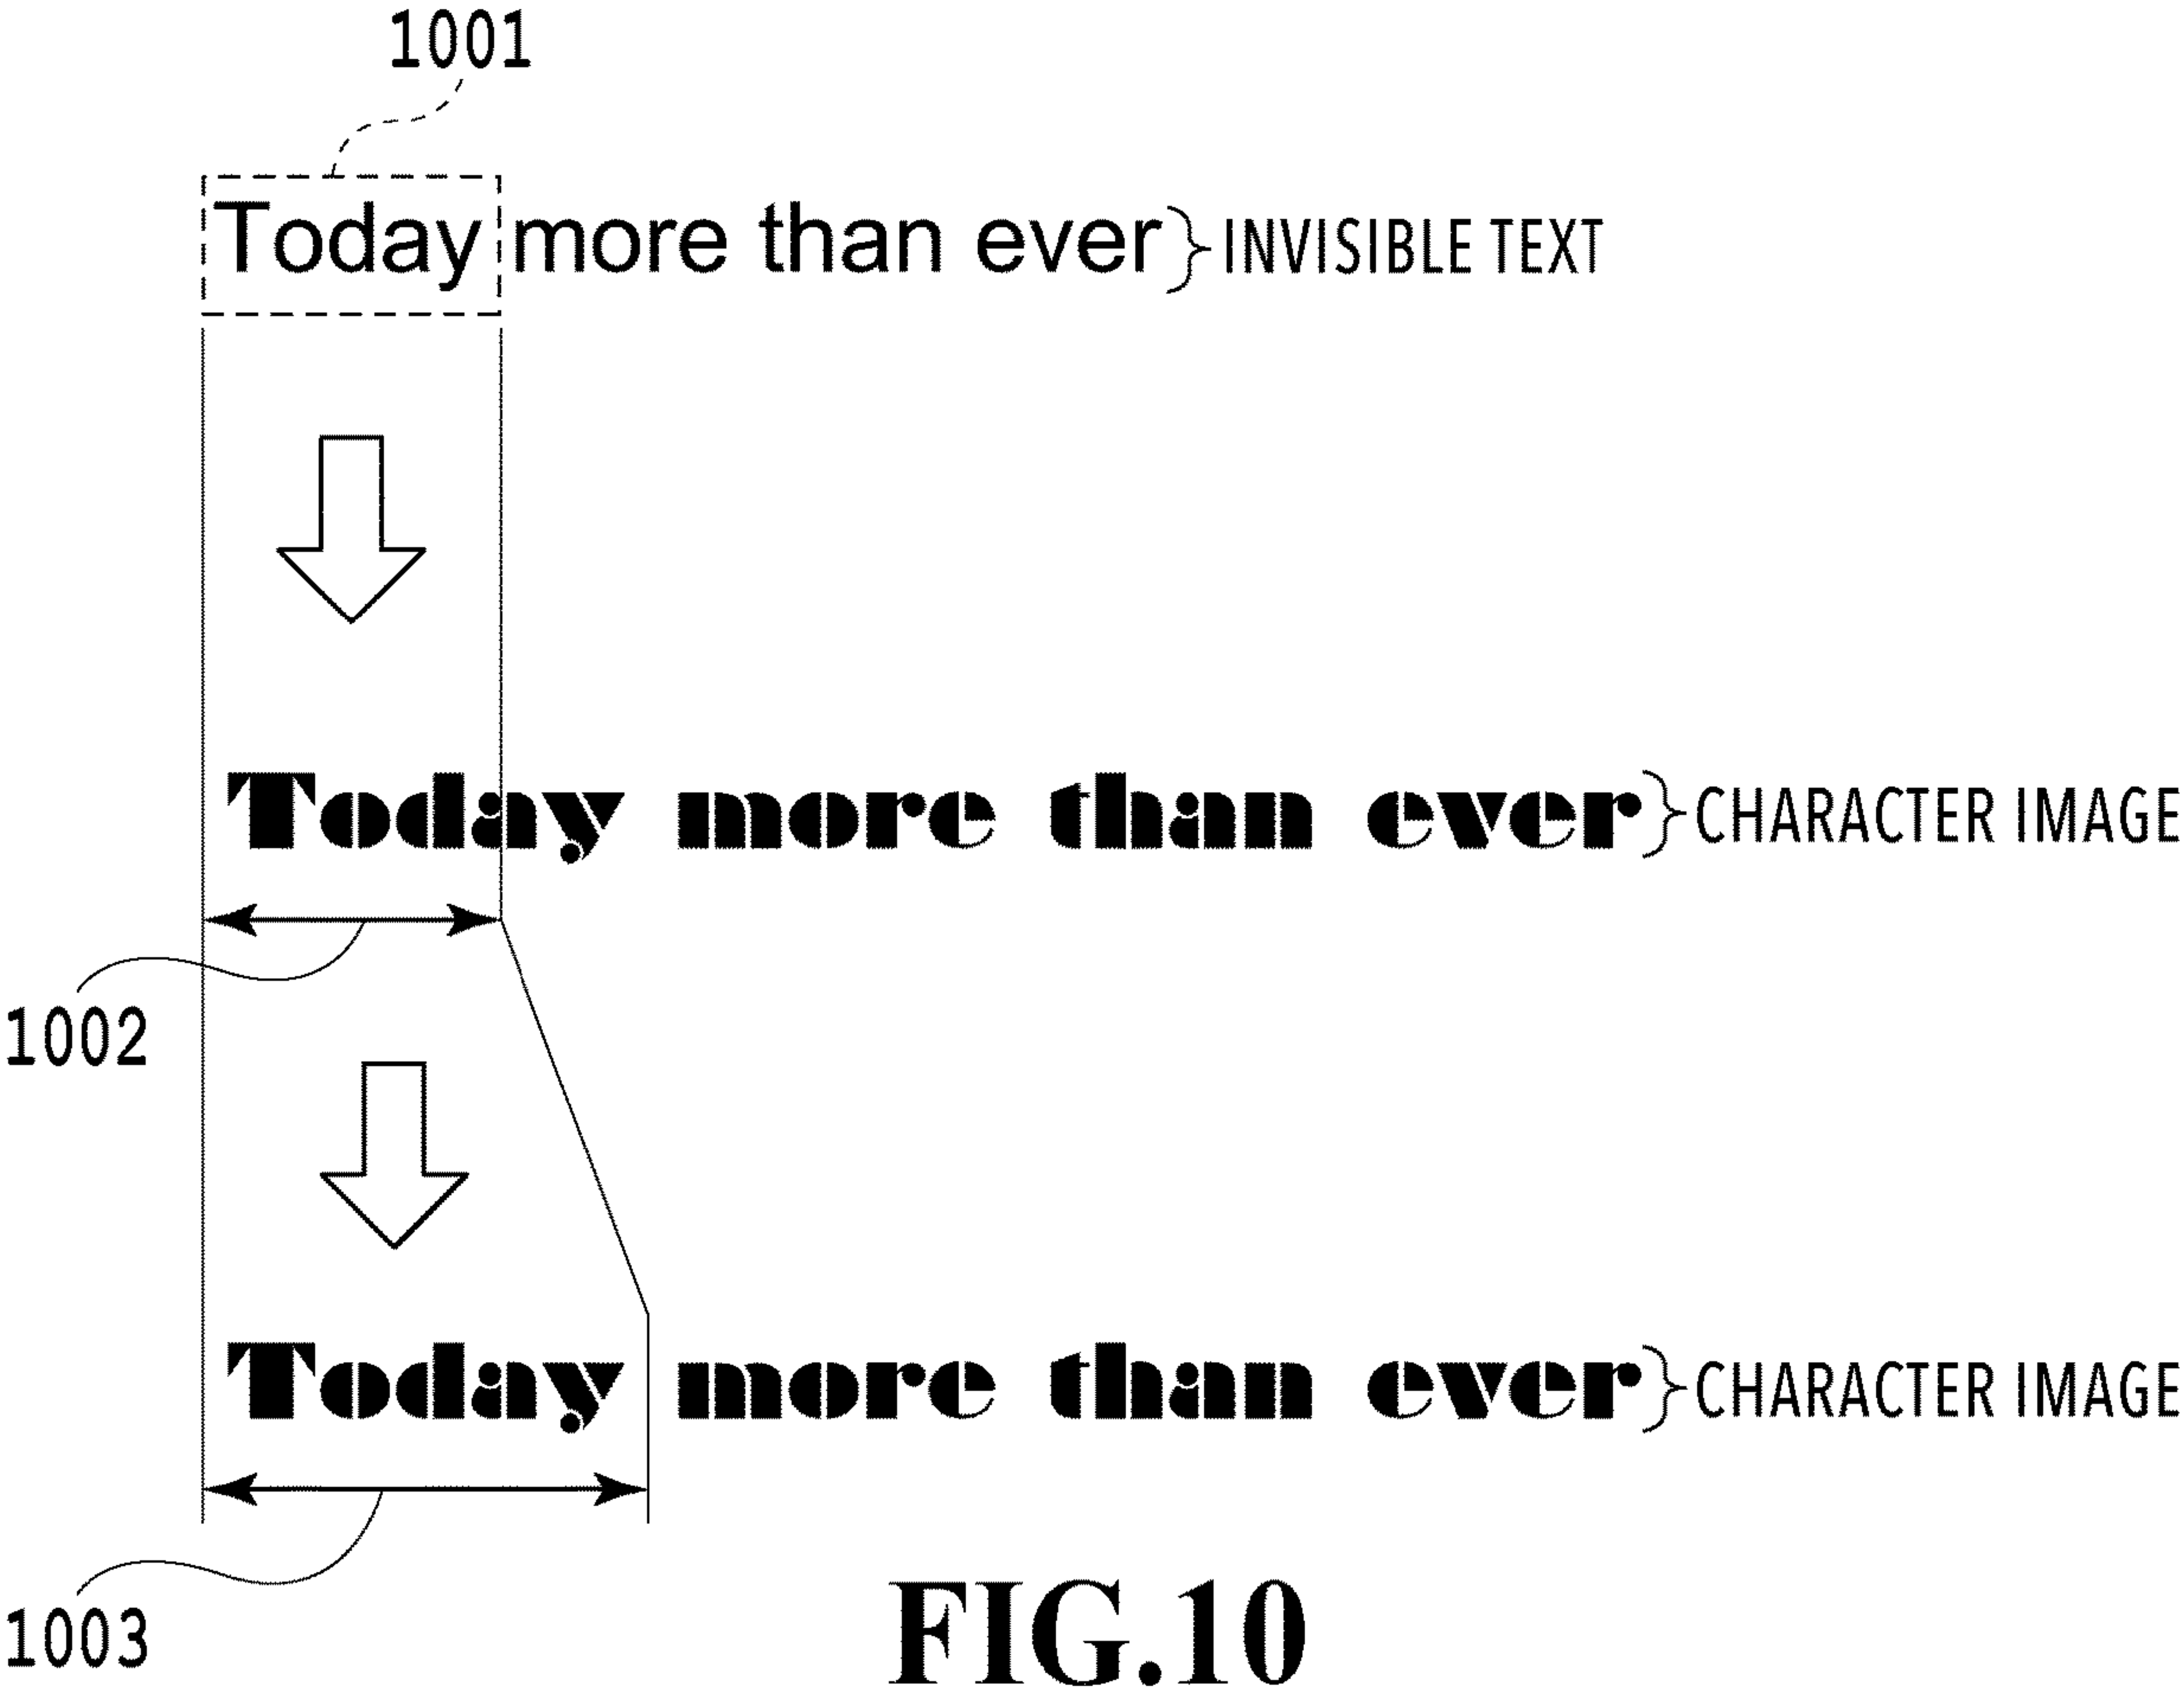 1001
Today more than ever INVISIBLE TEXT
Today more than ever CHARACTER IMAGE
1002
Today more than ever CHARACTER IMAGE
1003
FIG.10